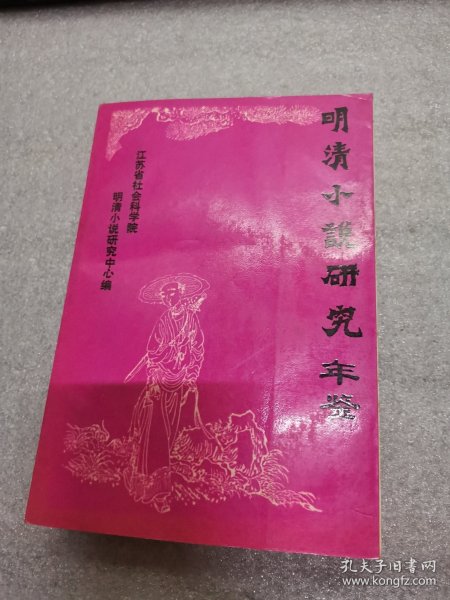 明清小說研究年鉴
江苏省社会科学院
明清小说研究中心编
孔夫子旧书网
www.kongfz.com